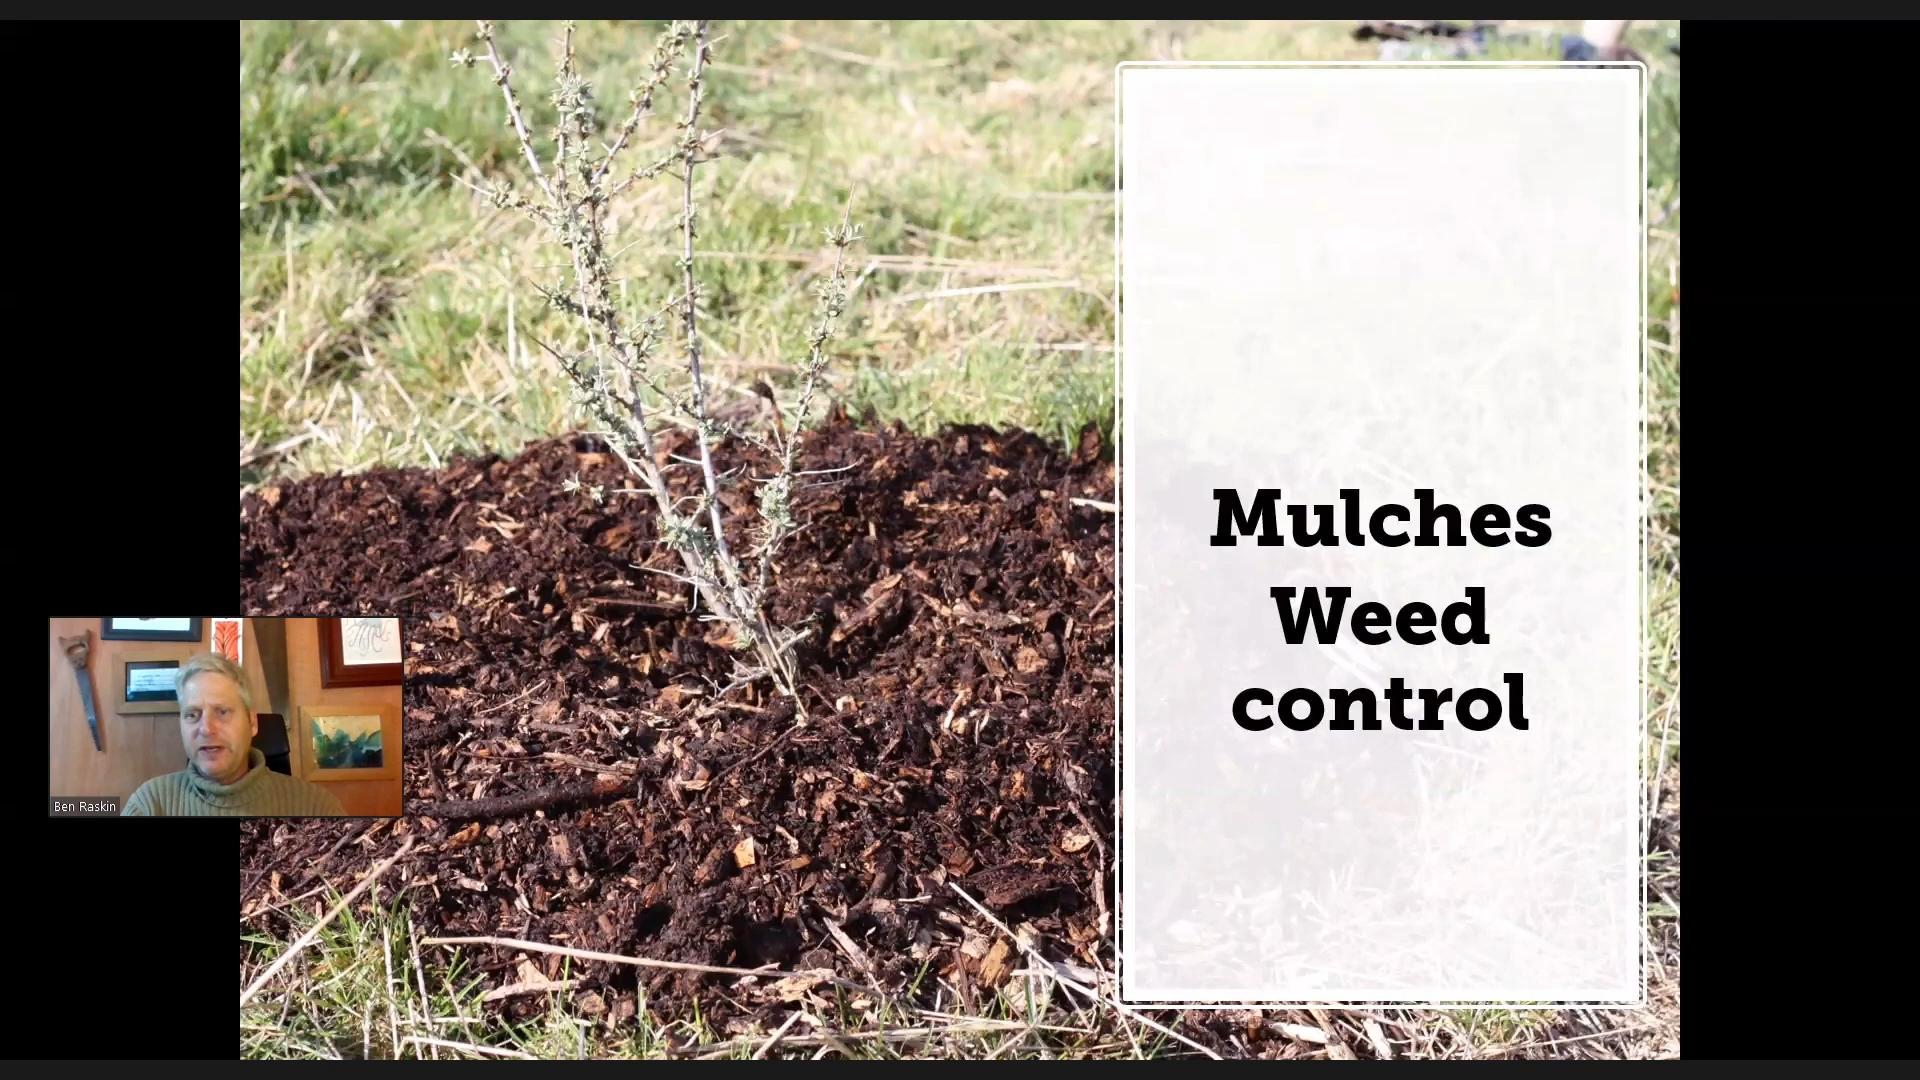 Mulches
Weed
control
Ben Raskin